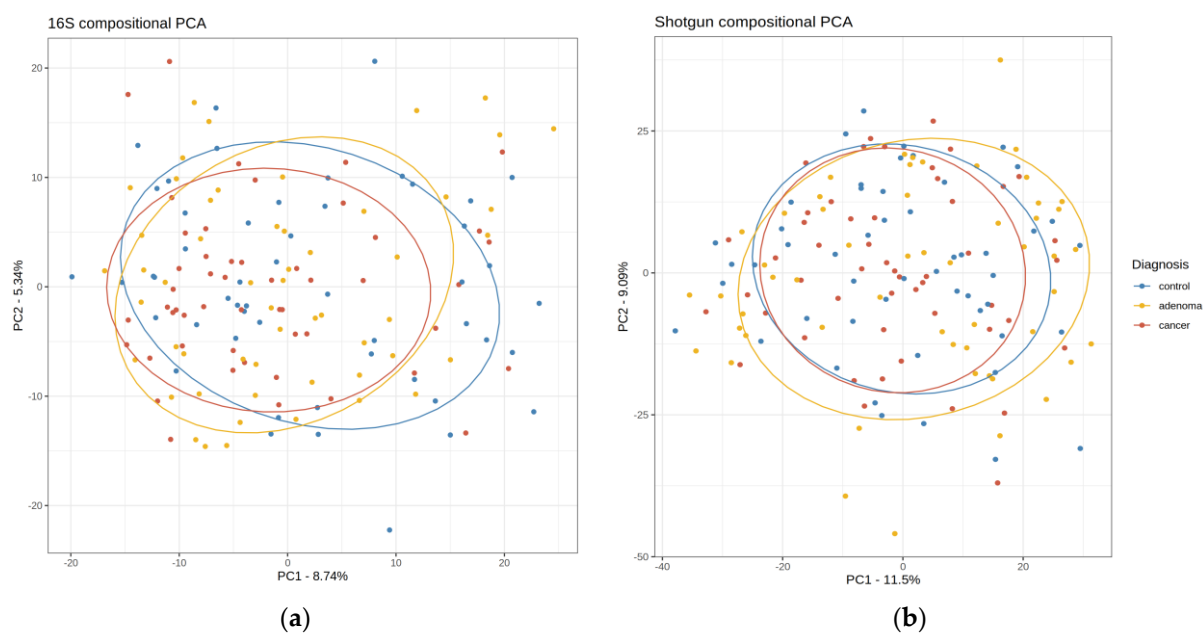 16S compositional PCA
20
10
0
-10
-20
PC2 - 5.34%
-20
-10
0
10
20
PC1 - 8.74%
(a)
Shotgun compositional PCA
25
0
-25
-50
PC2 - 9.09%
-40
-20
0
20
PC1 - 11.5%
(b)
Diagnosis
control
adenoma
cancer